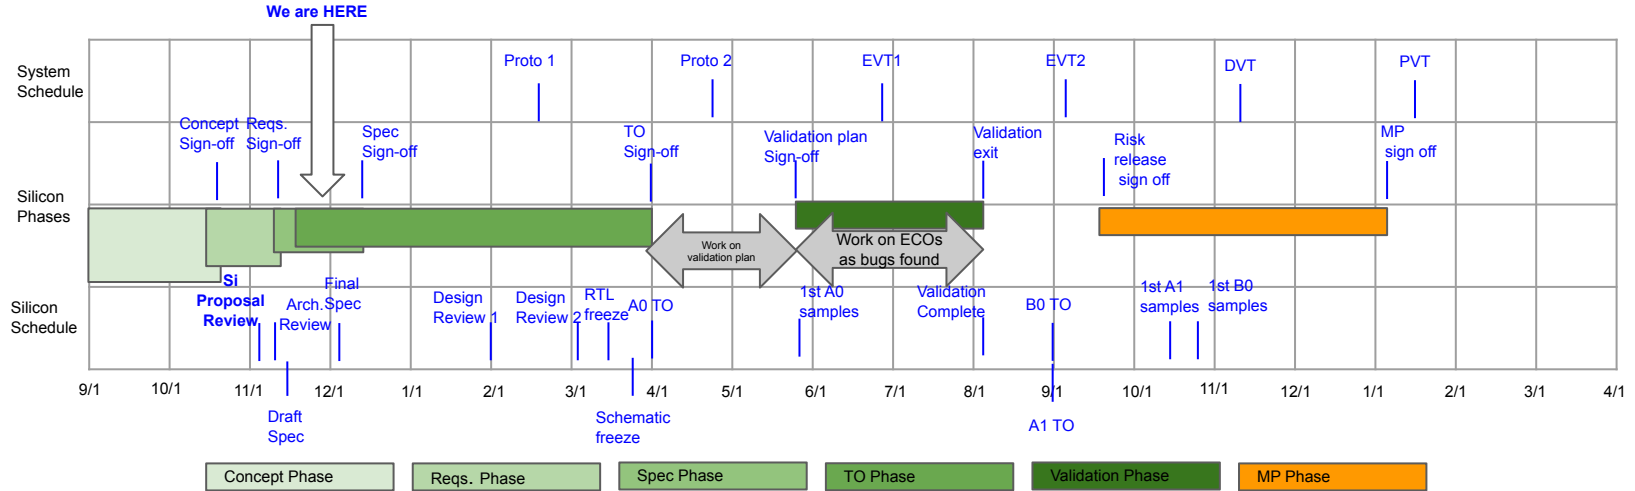 We are HERE
System
Schedule
Proto 1
Proto 2
EVT1
EVT2
DVT
PVT
Concept
Sign-off
Reqs.
Sign-off
Spec
Sign-off
TO
Sign-off
Validation plan
Sign-off
Validation
exit
Risk
release
sign off
MP
sign off
Silicon
Phases
Work on
validation plan
Work on ECOs
as bugs found
Silicon
Schedule
Si
Proposal
Review
Arch.
Review
Final
Spec
Design
Review 1
Design
Review 2
RTL
freeze
A0 TO
1st A0
samples
Validation
Complete
B0 TO
1st A1
samples
1st B0
samples
9/1
10/1
11/1
12/1
1/1
2/1
3/1
4/1
5/1
6/1
7/1
8/1
9/1
10/1
11/1
12/1
1/1
2/1
3/1
4/1
Draft
Spec
Schematic
freeze
A1 TO
Concept Phase
Reqs. Phase
Spec Phase
TO Phase
Validation Phase
MP Phase